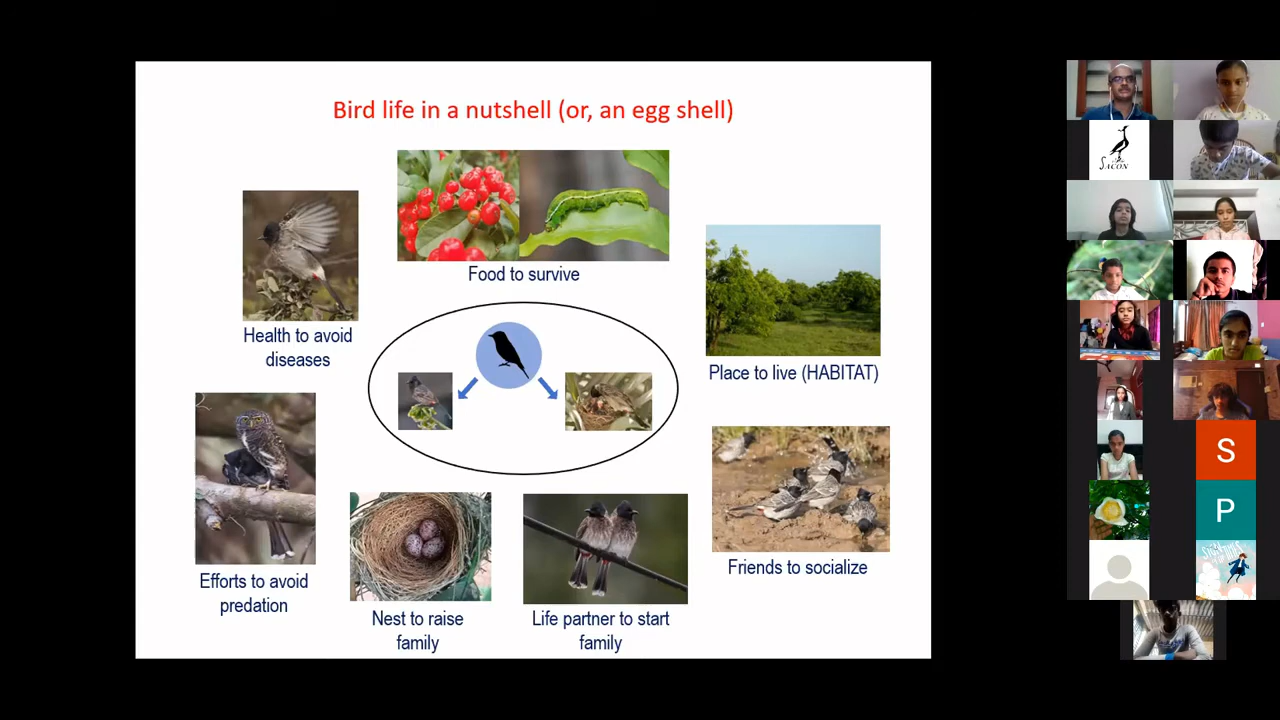 Bird life in a nutshell (or, an egg shell)
Food to survive
Health to avoid
diseases
Place to live (HABITAT)
Efforts to avoid
predation
Nest to raise
family
Life partner to start
family
Friends to socialize
SACON
S
P